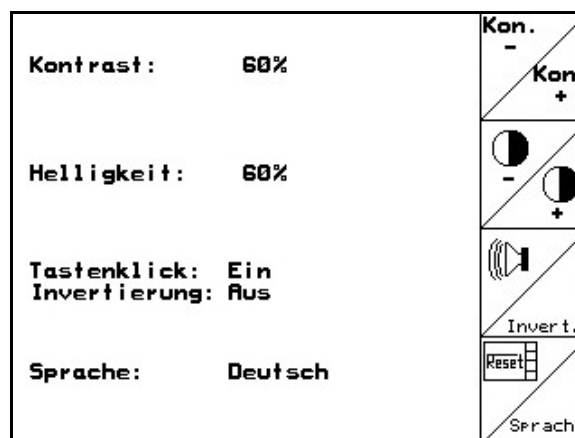 Kon.
-
Kontrast: 60%
Kon
+
Helligkeit: 60%
-
+
Tastenklick: Ein
Invertierung: Aus
Invert.
Reset
Sprache: Deutsch
Sprach